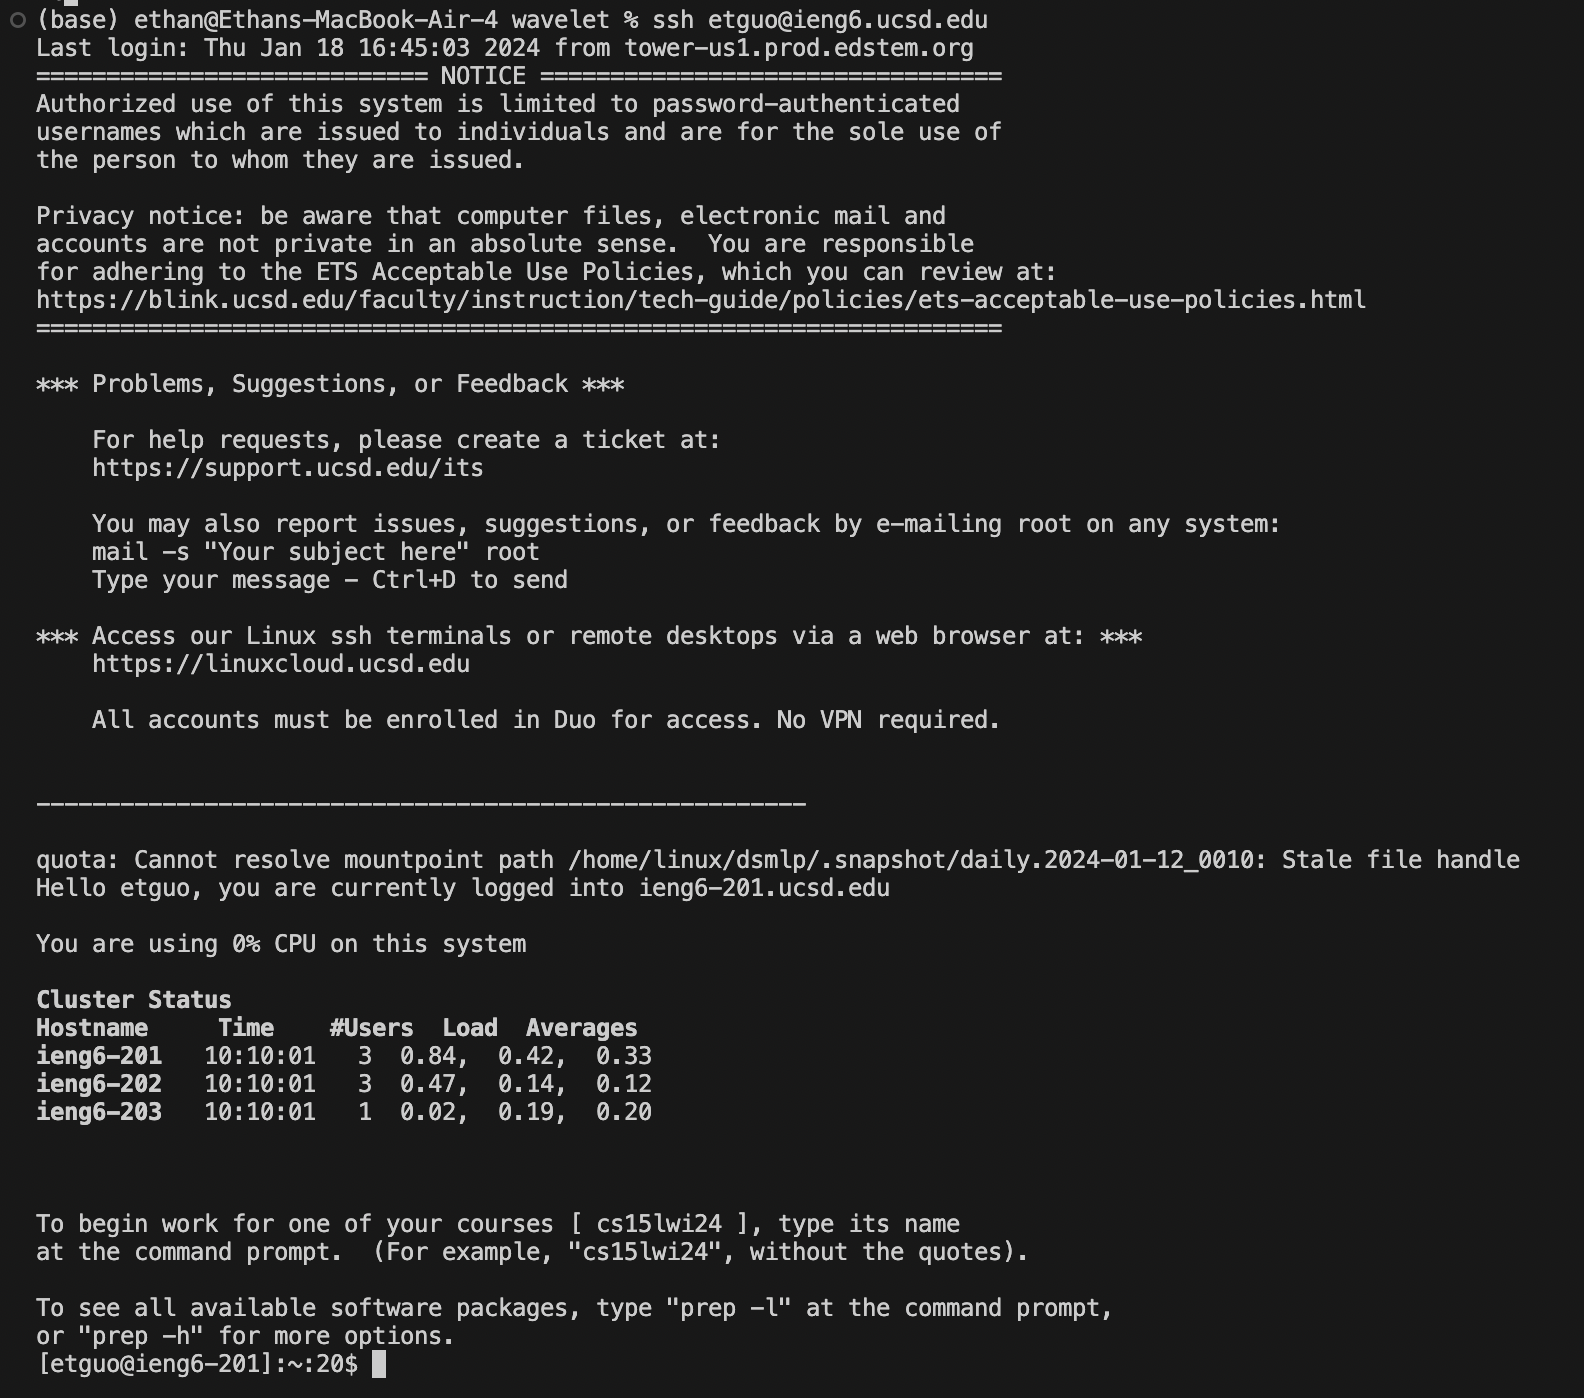 (base) ethan@Ethans-MacBook-Air-4 wavelet % ssh etguo@ieng6.ucsd.edu
Last login: Thu Jan 18 16:45:03 2024 from tower-us1.prod.edstem.org
============================ NOTICE =================================
Authorized use of this system is limited to password-authenticated
usernames which are issued to individuals and are for the sole use of
the person to whom they are issued.

Privacy notice: be aware that computer files, electronic mail and
accounts are not private in an absolute sense.  You are responsible
for adhering to the ETS Acceptable Use Policies, which you can review at:
https://blink.ucsd.edu/faculty/instruction/tech-guide/policies/ets-acceptable-use-policies.html
=====================================================================

*** Problems, Suggestions, or Feedback ***

    For help requests, please create a ticket at:
    https://support.ucsd.edu/its

    You may also report issues, suggestions, or feedback by e-mailing root on any system:
    mail -s "Your subject here" root
    Type your message - Ctrl+D to send

*** Access our Linux ssh terminals or remote desktops via a web browser at: ***
    https://linuxcloud.ucsd.edu

    All accounts must be enrolled in Duo for access. No VPN required.


-------------------------------------------------------

quota: Cannot resolve mountpoint path /home/linux/dsmlp/.snapshot/daily.2024-01-12_0010: Stale file handle
Hello etguo, you are currently logged into ieng6-201.ucsd.edu

You are using 0% CPU on this system

Cluster Status
Hostname     Time    #Users  Load  Averages
ieng6-201   10:10:01   3  0.84,  0.42,  0.33
ieng6-202   10:10:01   3  0.47,  0.14,  0.12
ieng6-203   10:10:01   1  0.02,  0.19,  0.20



To begin work for one of your courses [ cs15lwi24 ], type its name
at the command prompt.  (For example, "cs15lwi24", without the quotes).

To see all available software packages, type "prep -l" at the command prompt,
or "prep -h" for more options.
[etguo@ieng6-201]:~:20$